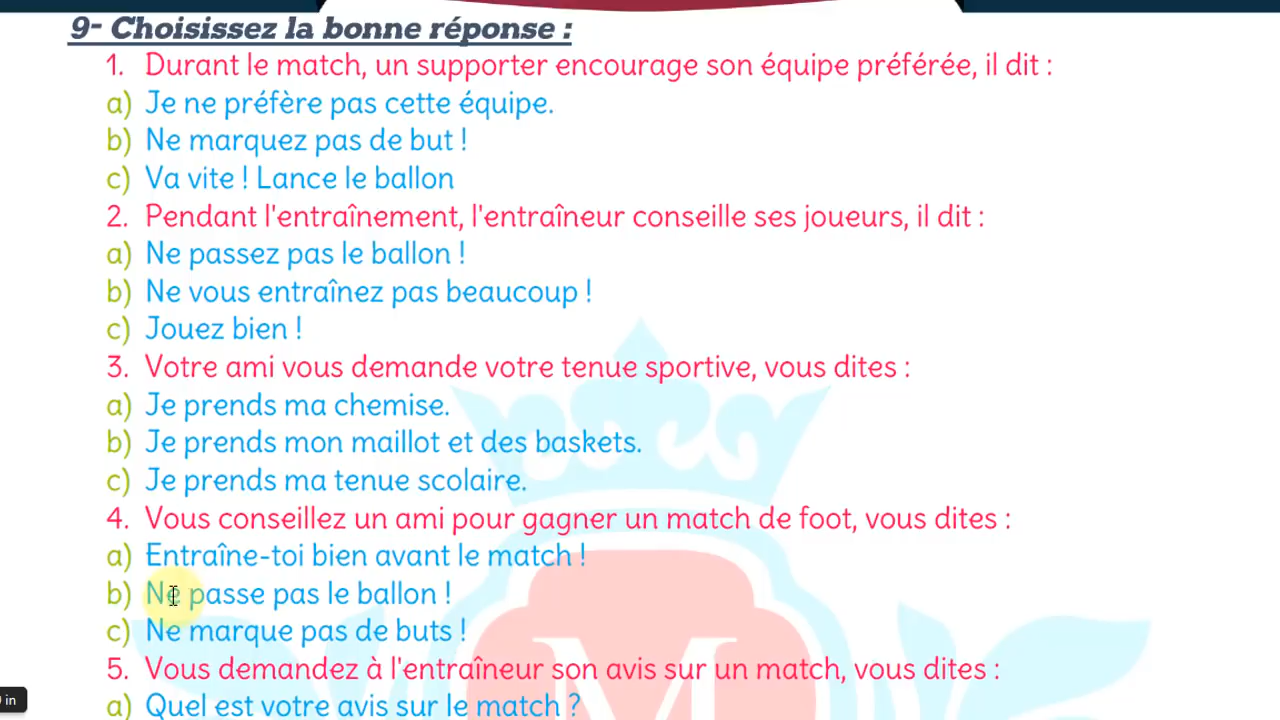 9- Choisissez la bonne réponse :
1. Durant le match, un supporter encourage son équipe préférée, il dit :
a) Je ne préfère pas cette équipe.
b) Ne marquez pas de but !
c) Va vite ! Lance le ballon
2. Pendant l'entraînement, l'entraîneur conseille ses joueurs, il dit :
a) Ne passez pas le ballon !
b) Ne vous entraînez pas beaucoup !
c) Jouez bien !
3. Votre ami vous demande votre tenue sportive, vous dites :
a) Je prends ma chemise.
b) Je prends mon maillot et des baskets.
c) Je prends ma tenue scolaire.
4. Vous conseillez un ami pour gagner un match de foot, vous dites :
a) Entraîne-toi bien avant le match !
b) Ne passe pas le ballon !
c) Ne marque pas de buts !
5. Vous demandez à l'entraîneur son avis sur un match, vous dites :
in
a) Quel est votre avis sur le match ?
M